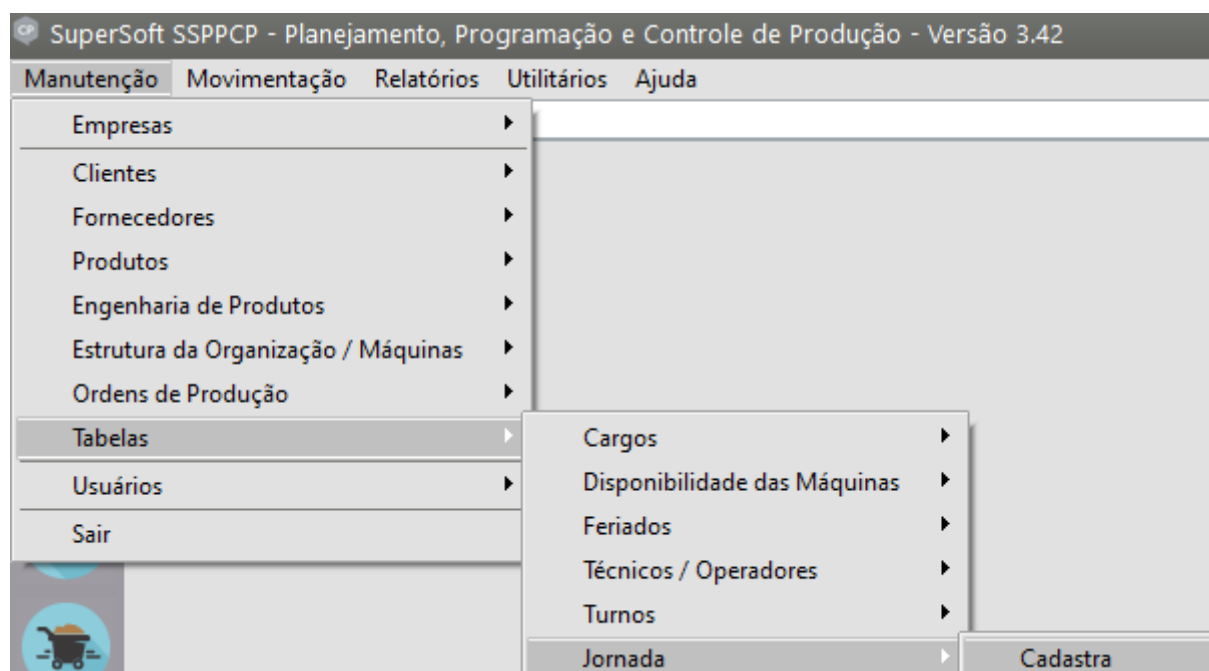 SuperSoft SSPPCP - Planejamento, Programação e Controle de Produção - Versão 3.42
Manutenção Movimentação Relatórios Utilitários Ajuda
Empresas
Clientes
Fornecedores
Produtos
Engenharia de Produtos
Estrutura da Organização / Máquinas
Ordens de Produção
Tabelas
Usuários
Sair
Cargos
Disponibilidade das Máquinas
Feriados
Técnicos / Operadores
Turnos
Jornada
Cadastra